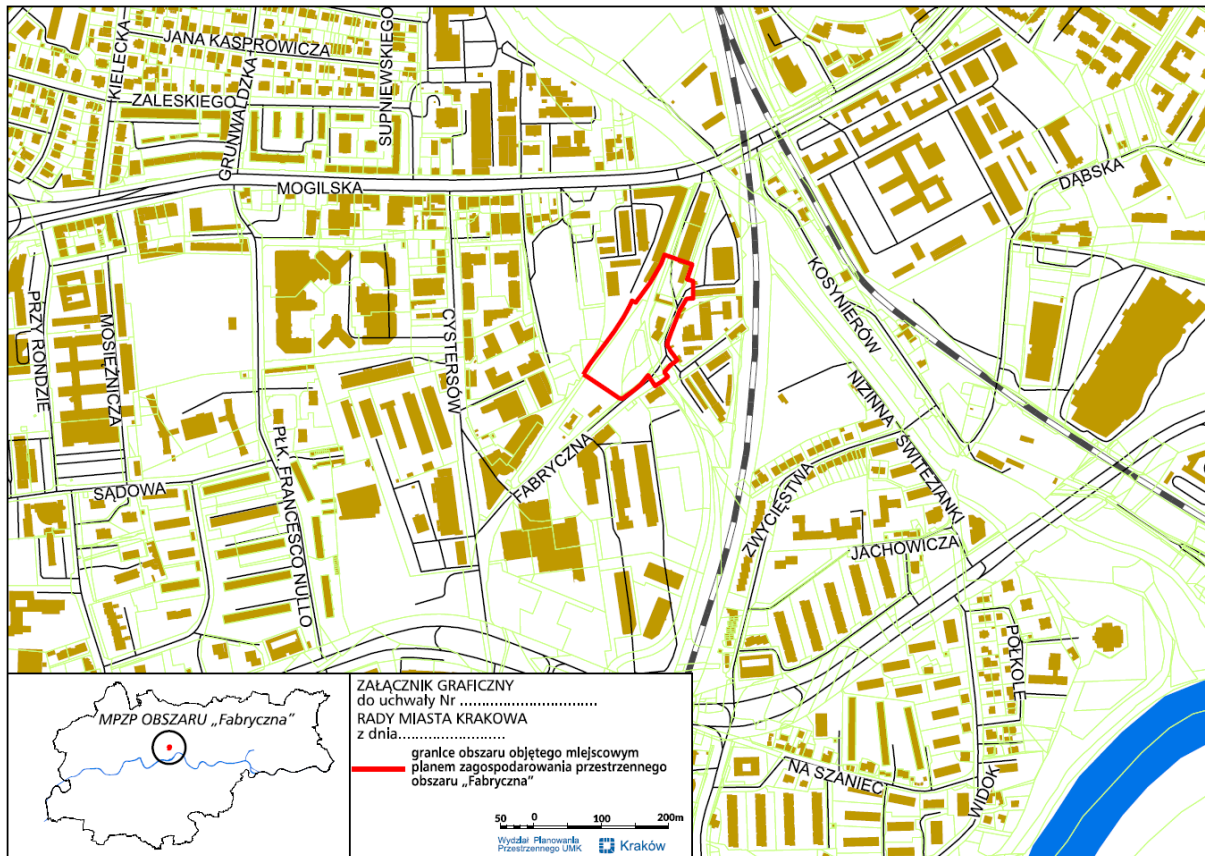 JANA KASPROWICZA
KIELECKA
ZALESKIEGO
GRUNWALDZKA
SUPNIEWSKIEGO
MOGILSKA
DĄBSKA
PRZY RONDZIE
MOSIĘŻNICZA
CYSTERSÓW
KOSYNIERÓW
NIZINNA
ŚWITEZIANKI
PŁK. FRANCESCO NULLO
SĄDOWA
FABRYCZNA
ZWYCIĘSTWA
JACHOWICZA
PÓŁKOLE
NA SZANIEC
WIDOK
MPZP OBSZARU „Fabryczna"
ZAŁĄCZNIK GRAFICZNY
do uchwały Nr ................................
RADY MIASTA KRAKOWA
z dnia.........................
granice obszaru objętego miejscowym
planem zagospodarowania przestrzennego
obszaru „Fabryczna"
50 0 100 200m
Wydział Planowania
Przestrzennego UMK
Kraków